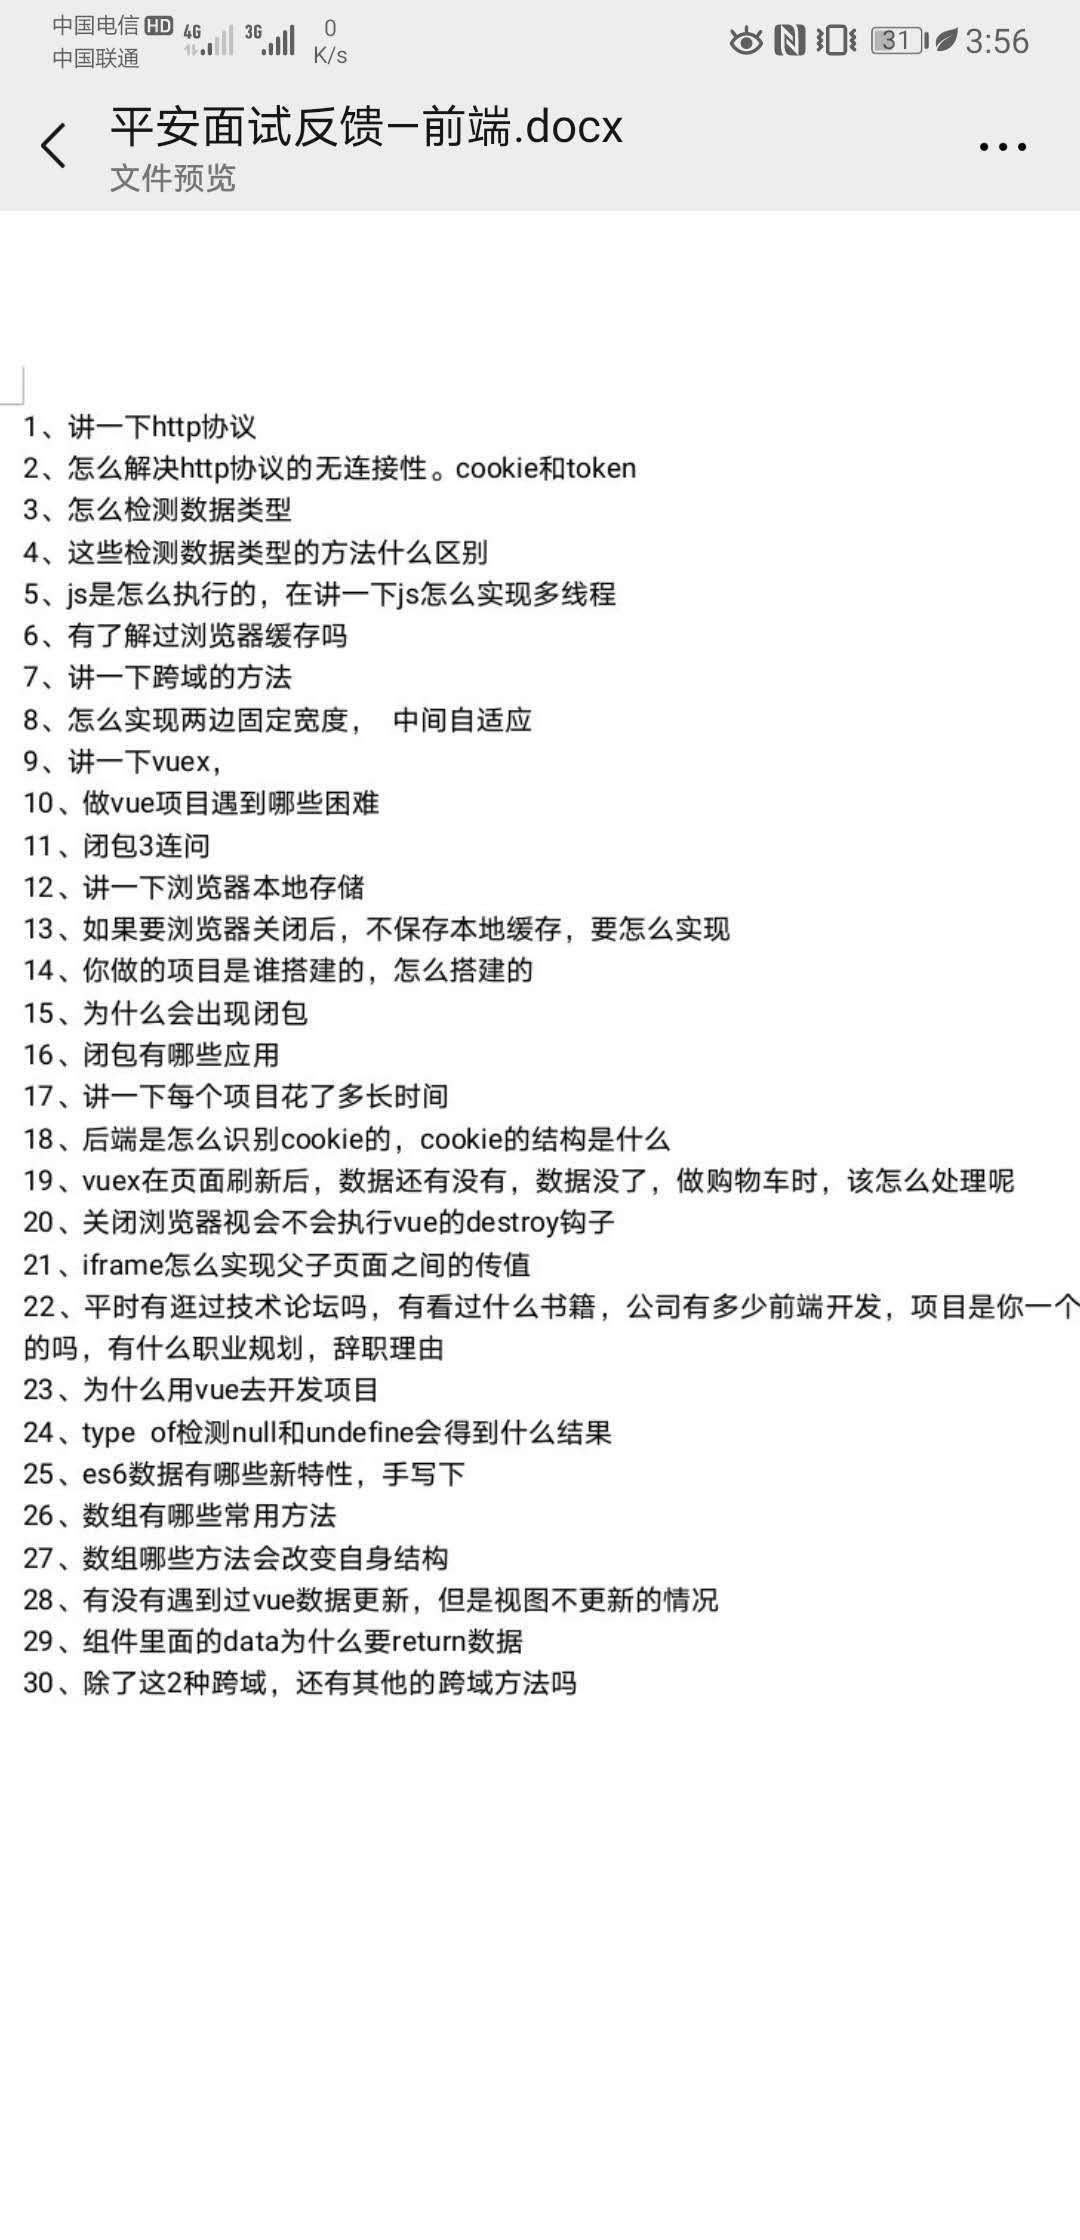 中国电信 HD 4G 3G 0 K/s 31 3:56
中国联通
平安面试反馈—前端.docx
文件预览
1、讲一下http协议
2、怎么解决http协议的无连接性。cookie和token
3、怎么检测数据类型
4、这些检测数据类型的方法什么区别
5、js是怎么执行的，在讲一下js怎么实现多线程
6、有了解过浏览器缓存吗
7、讲一下跨域的方法
8、怎么实现两边固定宽度， 中间自适应
9、讲一下vuex，
10、做vue项目遇到哪些困难
11、闭包3连问
12、讲一下浏览器本地存储
13、如果要浏览器关闭后，不保存本地缓存，要怎么实现
14、你做的项目是谁搭建的，怎么搭建的
15、为什么会出现闭包
16、闭包有哪些应用
17、讲一下每个项目花了多长时间
18、后端是怎么识别cookie的，cookie的结构是什么
19、vuex在页面刷新后，数据还有没有，数据没了，做购物车时，该怎么处理呢
20、关闭浏览器视会不会执行vue的destroy钩子
21、iframe怎么实现父子页面之间的传值
22、平时有逛过技术论坛吗，有看过什么书籍，公司有多少前端开发，项目是你一个
的吗，有什么职业规划，辞职理由
23、为什么用vue去开发项目
24、type of检测null和undefine会得到什么结果
25、es6数据有哪些新特性，手写下
26、数组有哪些常用方法
27、数组哪些方法会改变自身结构
28、有没有遇到过vue数据更新，但是视图不更新的情况
29、组件里面的data为什么要return数据
30、除了这2种跨域，还有其他的跨域方法吗